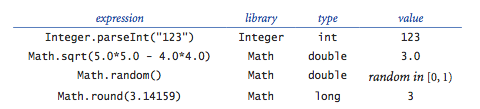 expression library type value
Integer.parseInt("123") Integer int 123
Math.sqrt(5.0*5.0 - 4.0*4.0) Math double 3.0
Math.random() Math double random in [0, 1)
Math.round(3.14159) Math long 3